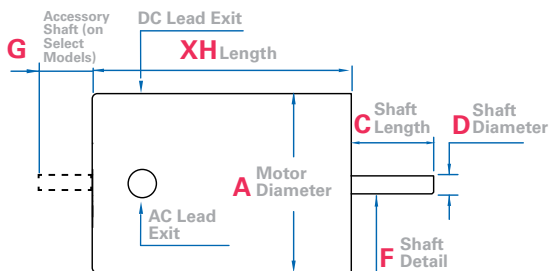 Accessory
Shaft (on
Select
Models)
G
DC Lead Exit
XH Length
C Shaft
Length
D Shaft
Diameter
A Motor
Diameter
AC Lead
Exit
F Shaft
Detail